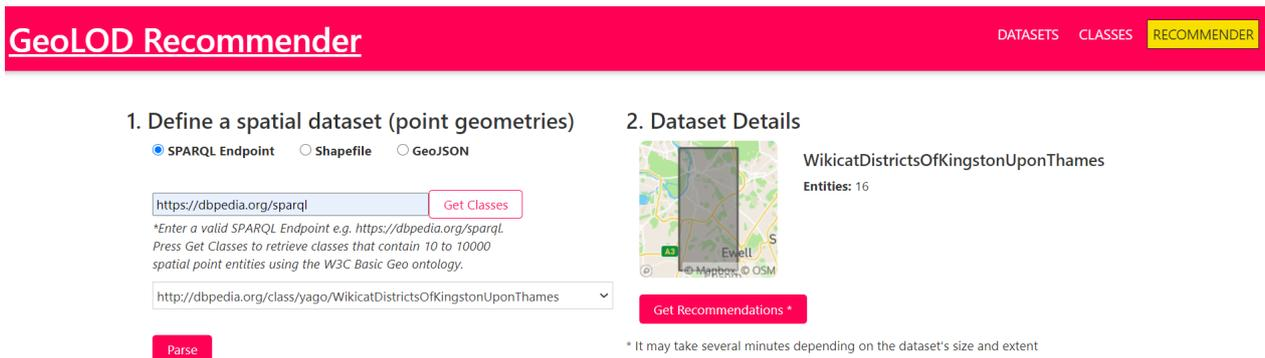 GeoLOD Recommender
DATASETS CLASSES RECOMMENDER
1. Define a spatial dataset (point geometries)
SPARQL Endpoint Shapefile GeoJSON
https://dbpedia.org/sparql Get Classes
*Enter a valid SPARQL Endpoint e.g. https://dbpedia.org/sparql.
Press Get Classes to retrieve classes that contain 10 to 10000
spatial point entities using the W3C Basic Geo ontology.
http://dbpedia.org/class/yago/WikicatDistrictsOfKingstonUponThames
Parse
2. Dataset Details
A3
S
Ewell
© Mapbox, © OSM
WikicatDistrictsOfKingstonUponThames
Entities: 16
Get Recommendations *
* It may take several minutes depending on the dataset's size and extent